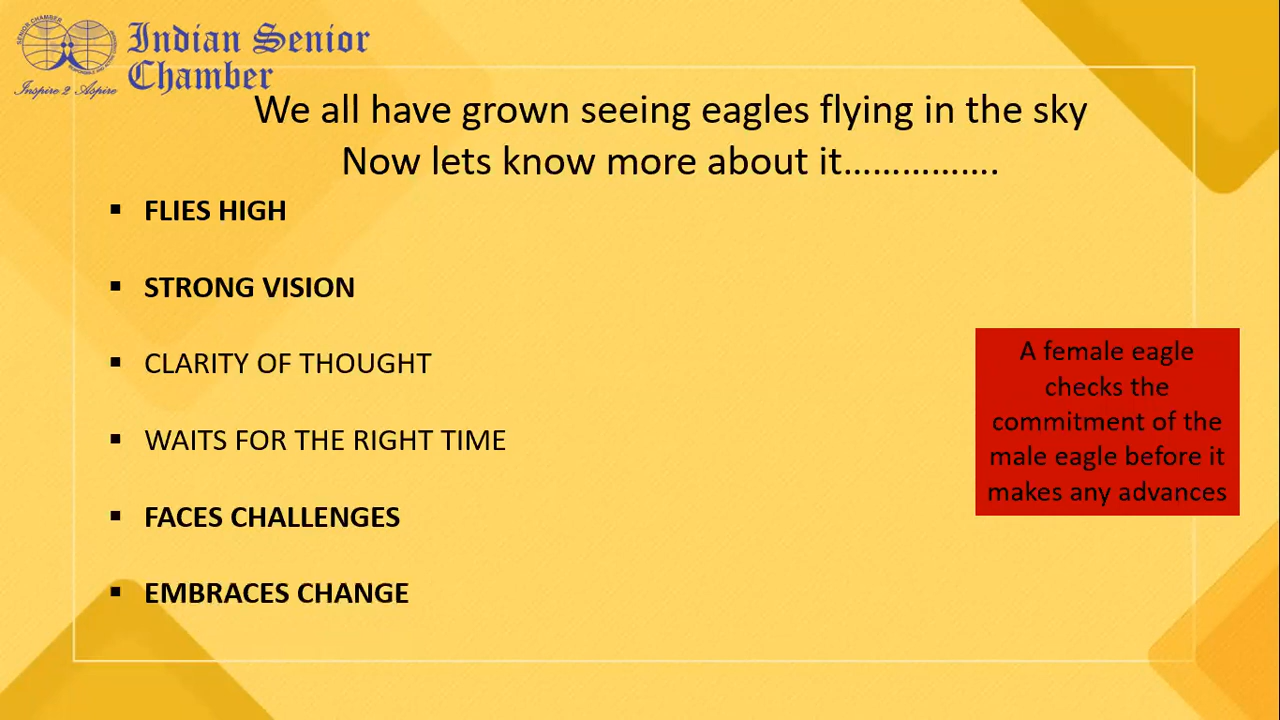 Indian Senior
Chamber
SENIOR CHAMBER
Inspire 2 Aspire
We all have grown seeing eagles flying in the sky
Now lets know more about it…………….
▪ FLIES HIGH
▪ STRONG VISION
▪ CLARITY OF THOUGHT
▪ WAITS FOR THE RIGHT TIME
▪ FACES CHALLENGES
▪ EMBRACES CHANGE
A female eagle
checks the
commitment of the
male eagle before it
makes any advances